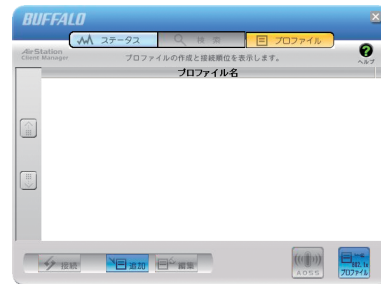 BUFFALO
ステータス 検索 プロファイル
AirStation
Client Manager
プロファイルの作成と接続順位を表示します。
ヘルプ
プロファイル名
接続 追加 編集
AOSS
802.1x
プロファイル